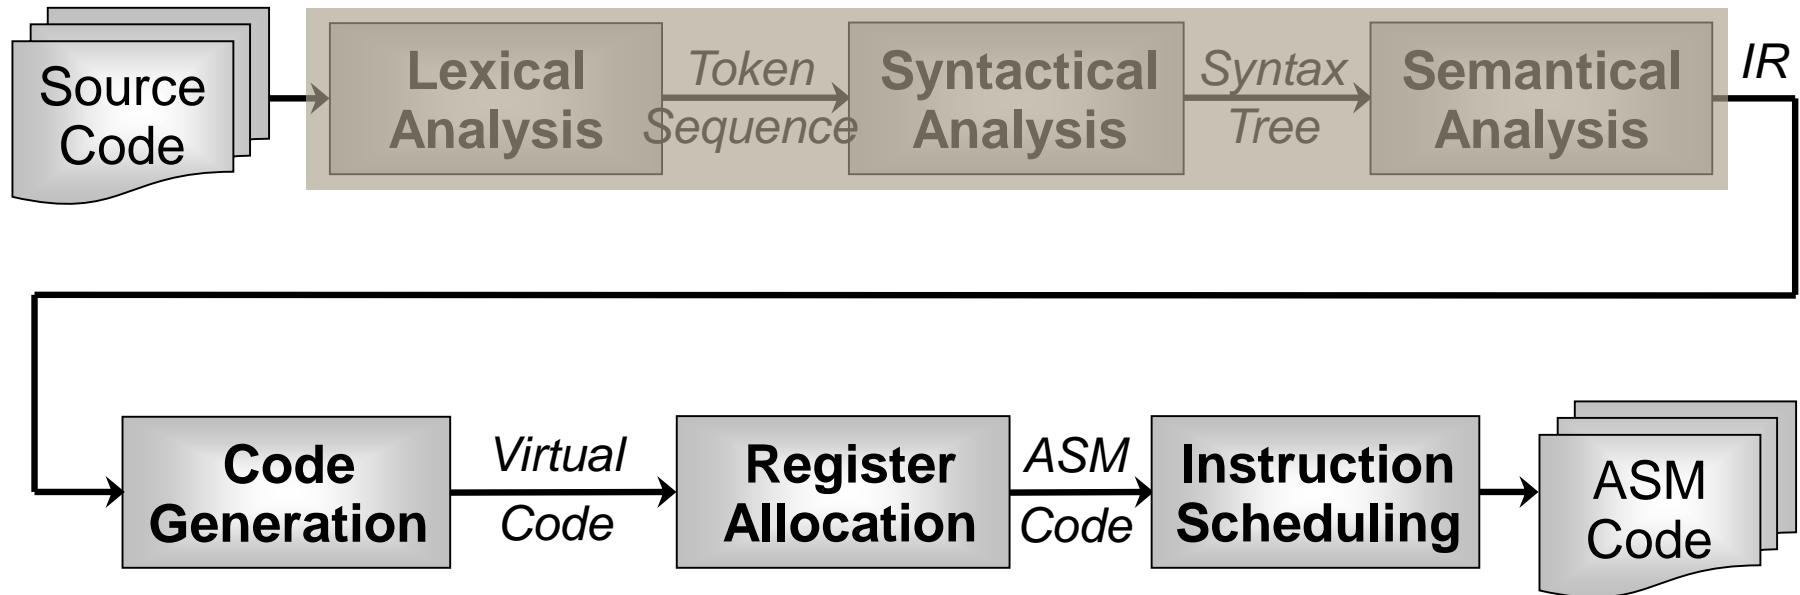 Source
Code
Lexical
Analysis
Token
Sequence
Syntactical
Analysis
Syntax
Tree
Semantical
Analysis
IR
Code
Generation
Virtual
Code
Register
Allocation
ASM
Code
Instruction
Scheduling
ASM
Code